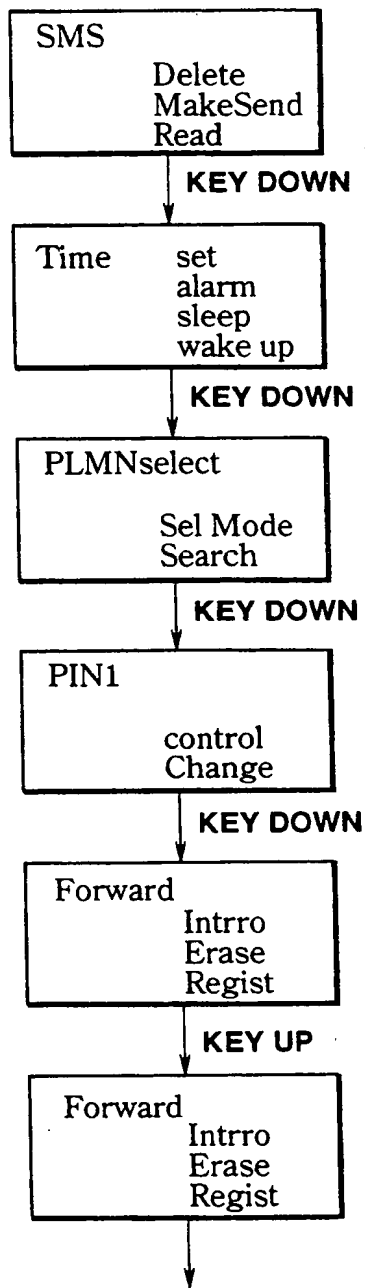 SMS
Delete
MakeSend
Read
KEY DOWN
Time set
alarm
sleep
wake up
KEY DOWN
PLMNselect
Sel Mode
Search
KEY DOWN
PIN1
control
Change
KEY DOWN
Forward
Intrro
Erase
Regist
KEY UP
Forward
Intrro
Erase
Regist